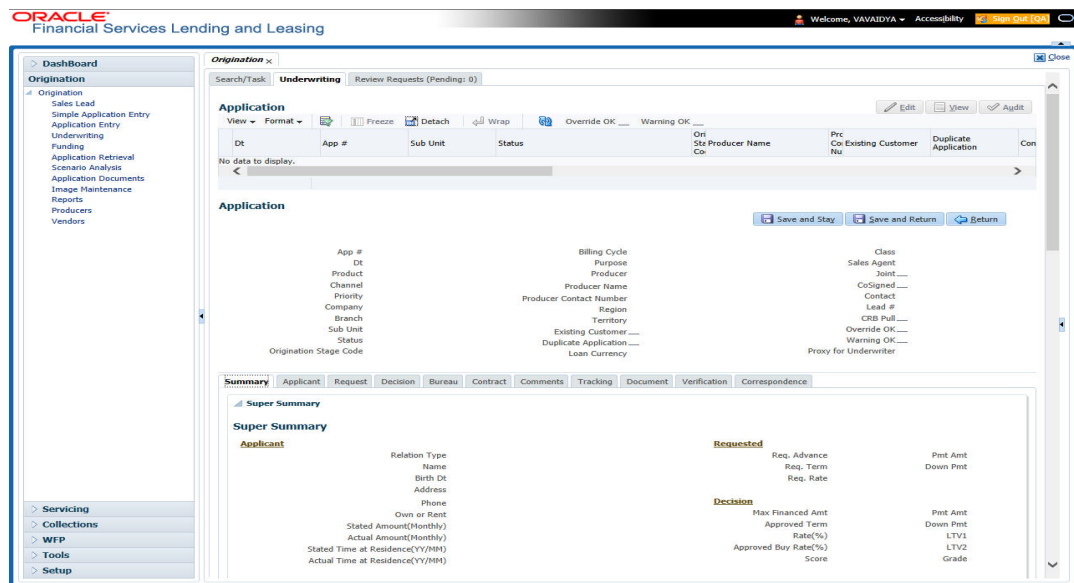 ORACLE
Financial Services Lending and Leasing
Welcome, VAVAIDYA Accessibility Sign Out [QA]
Close
DashBoard
Origination
Origination
Sales Lead
Simple Application Entry
Application Entry
Underwriting
Funding
Application Retrieval
Scenario Analysis
Application Documents
Image Maintenance
Reports
Producers
Vendors
Servicing
Collections
WFP
Tools
Setup
Origination ×
Search/Task Underwriting Review Requests (Pending: 0)
Application
Edit View Audit
View Format Freeze Detach Wrap Override OK Warning OK
Dt App # Sub Unit Status Ori Sta Co Producer Name Pro Co Nu Existing Customer Duplicate Application Con
No data to display.
Application
Save and Stay Save and Return Return
App # Billing Cycle Class
Dt Purpose Sales Agent
Product Producer Joint
Channel Producer Name CoSigned
Priority Producer Contact Number Contact
Company Region Lead #
Branch Territory CRB Pull
Sub Unit Existing Customer Override OK
Status Duplicate Application Warning OK
Origination Stage Code Loan Currency Proxy for Underwriter
Summary Applicant Request Decision Bureau Contract Comments Tracking Document Verification Correspondence
Super Summary
Super Summary
Applicant
Relation Type
Name
Birth Dt
Address
Phone
Own or Rent
Stated Amount(Monthly)
Actual Amount(Monthly)
Stated Time at Residence(YY/MM)
Actual Time at Residence(YY/MM)
Requested
Req. Advance Pmt Amt
Req. Term Down Pmt
Req. Rate
Decision
Max Financed Amt Pmt Amt
Approved Term Down Pmt
Rate(%) LTV1
Approved Buy Rate(%) LTV2
Score Grade